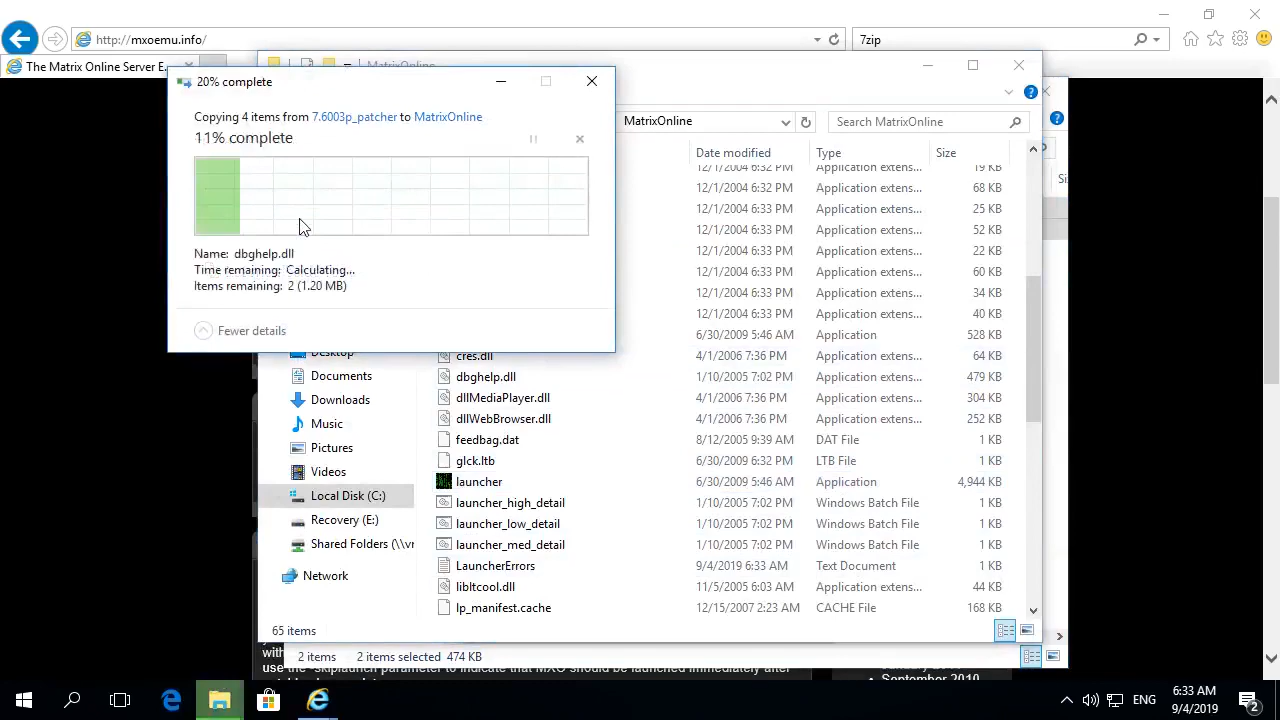 http://mxoemu.info/
7zip
The Matrix Online Server E...
MatrixOnline
20% complete
Copying 4 items from 7.6003p_patcher to MatrixOnline
11% complete
Name: dbghelp.dll
Time remaining: Calculating...
Items remaining: 2 (1.20 MB)
Fewer details
MatrixOnline
Search MatrixOnline
Date modified Type Size
12/1/2004 6:32 PM Application extens... 19 KB
12/1/2004 6:32 PM Application extens... 68 KB
12/1/2004 6:33 PM Application extens... 25 KB
12/1/2004 6:33 PM Application extens... 52 KB
12/1/2004 6:33 PM Application extens... 22 KB
12/1/2004 6:33 PM Application extens... 60 KB
12/1/2004 6:33 PM Application extens... 34 KB
12/1/2004 6:33 PM Application extens... 40 KB
6/30/2009 5:46 AM Application 528 KB
cres.dll 4/1/2006 7:36 PM Application extens... 64 KB
dbghelp.dll 1/10/2005 7:02 PM Application extens... 479 KB
dllMediaPlayer.dll 4/1/2006 7:36 PM Application extens... 304 KB
dllWebBrowser.dll 4/1/2006 7:36 PM Application extens... 252 KB
feedbag.dat 8/12/2005 9:39 AM DAT File 1 KB
glck.ltb 6/30/2009 6:32 PM LTB File 1 KB
launcher 6/30/2009 5:46 AM Application 4,944 KB
launcher_high_detail 1/10/2005 7:02 PM Windows Batch File 1 KB
launcher_low_detail 1/10/2005 7:02 PM Windows Batch File 1 KB
launcher_med_detail 1/10/2005 7:02 PM Windows Batch File 1 KB
LauncherErrors 9/4/2019 6:33 AM Text Document 1 KB
libltcool.dll 11/5/2005 6:03 AM Application extens... 44 KB
lp_manifest.cache 12/15/2007 2:23 AM CACHE File 168 KB
Desktop
Documents
Downloads
Music
Pictures
Videos
Local Disk (C:)
Recovery (E:)
Shared Folders (\\vr
Network
65 items
2 items 2 items selected 474 KB
September 2010
ENG
6:33 AM
9/4/2019
2